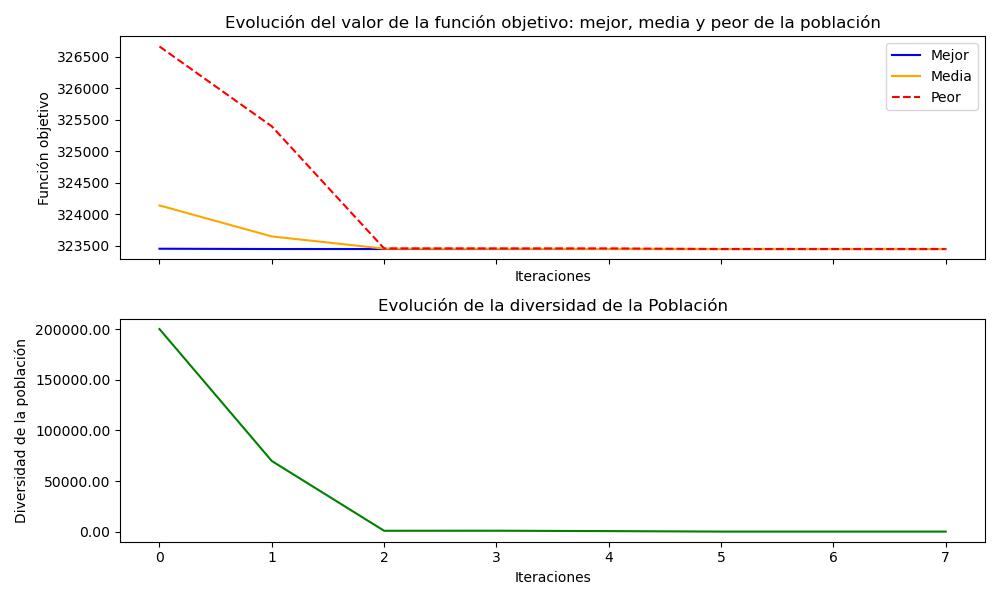 Evolución del valor de la función objetivo: mejor, media y peor de la población
326500
326000
325500
325000
324500
324000
323500
Función objetivo
Mejor
Media
Peor
Iteraciones
Evolución de la diversidad de la Población
200000.00
150000.00
100000.00
50000.00
0.00
Diversidad de la población
0 1 2 3 4 5 6 7
Iteraciones